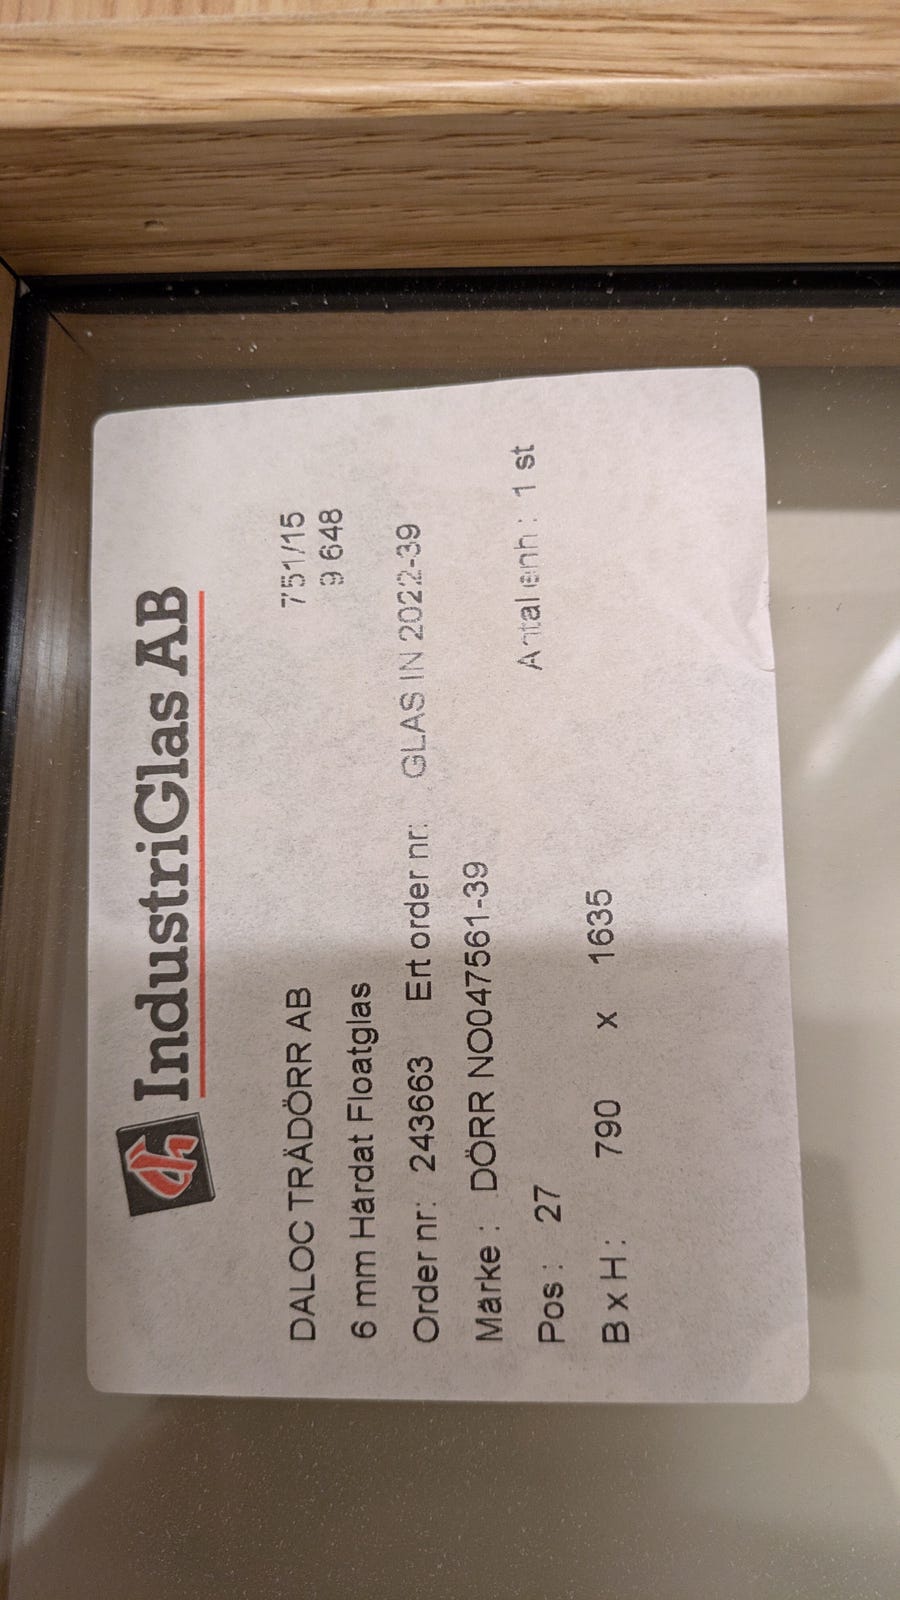 IndustriGlas AB
DALOC TRÄDÖRR AB 751/15
6 mm Härdat Floatglas 9 648
Order nr: 243663 Ert order nr: GLAS IN 2022-39
Märke : DÖRR NO047561-39
Pos : 27 Antal enh : 1 st
B x H : 790 x 1635